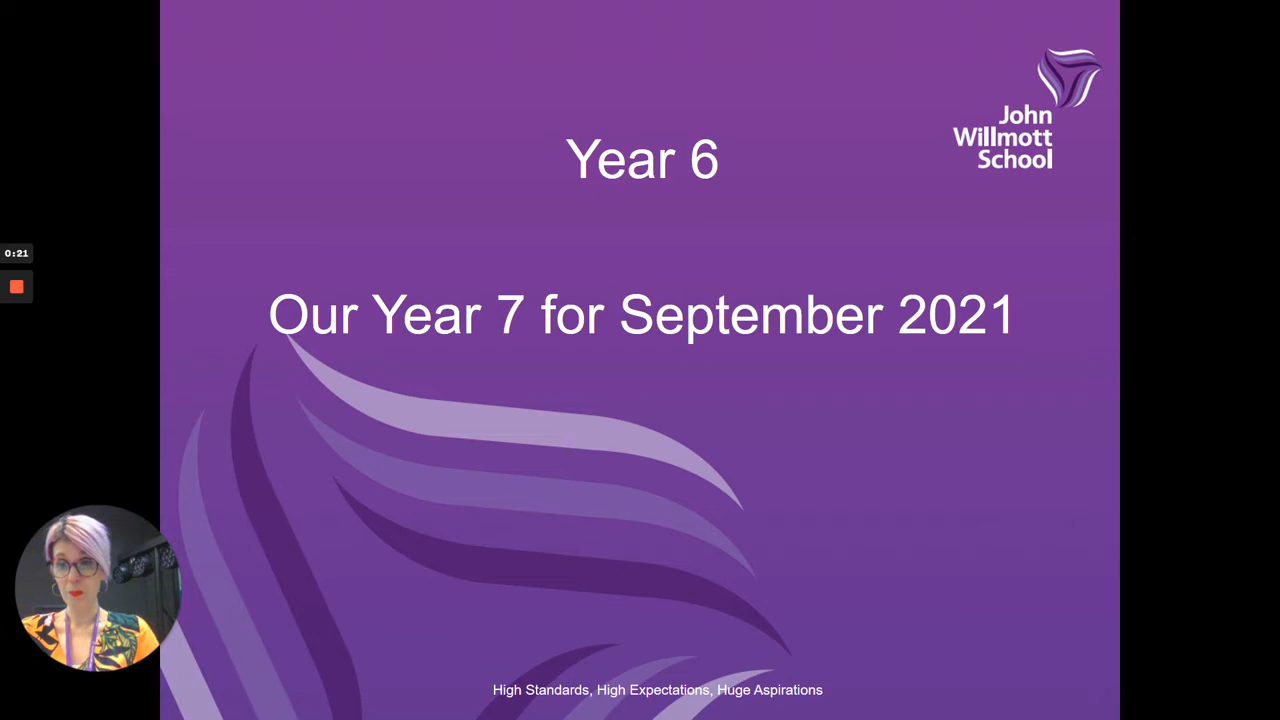 John
Willmott
School
Year 6
0:21
Our Year 7 for September 2021
High Standards, High Expectations, Huge Aspirations